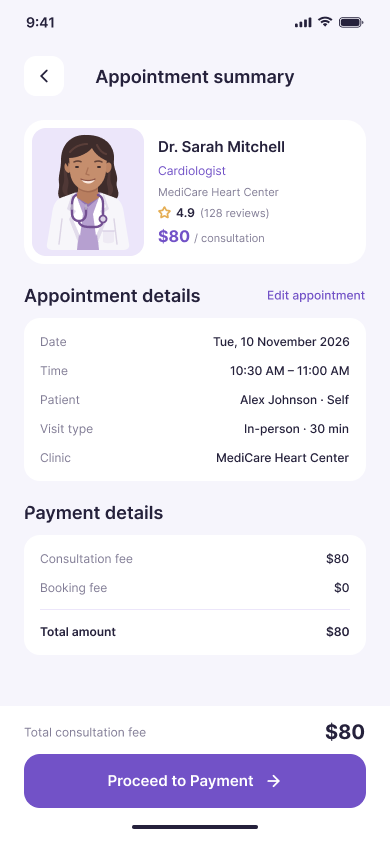 9:41
Appointment summary
Dr. Sarah Mitchell
Cardiologist
MediCare Heart Center
4.9 (128 reviews)
$80 / consultation
Appointment details
Edit appointment
Date
Tue, 10 November 2026
Time
10:30 AM – 11:00 AM
Patient
Alex Johnson · Self
Visit type
In-person · 30 min
Clinic
MediCare Heart Center
Payment details
Consultation fee
$80
Booking fee
$0
Total amount
$80
Total consultation fee
$80
Proceed to Payment →